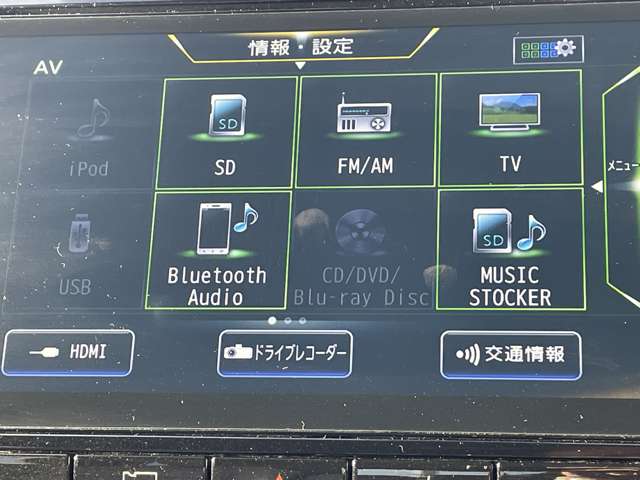 情報・設定
AV
iPod
SD
SD
FM/AM
TV
メニュー
USB
Bluetooth
Audio
CD/DVD/
Blu-ray Disc
SD
MUSIC
STOCKER
HDMI
ドライブレコーダー
交通情報